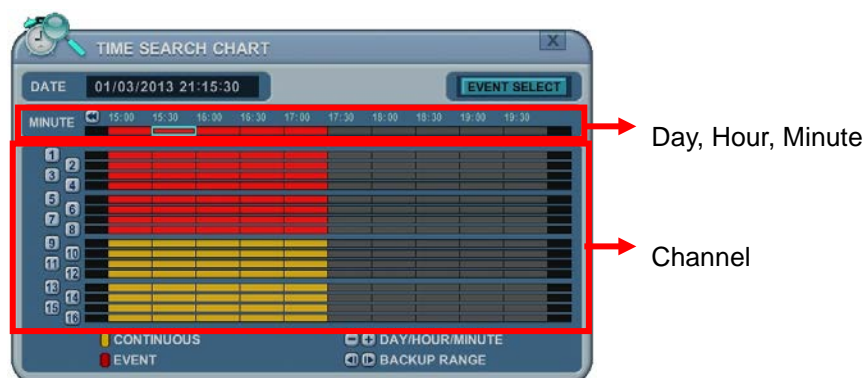 TIME SEARCH CHART X
DATE 01/03/2013 21:15:30 EVENT SELECT
MINUTE 15:00 15:30 16:00 16:30 17:00 17:30 18:00 18:30 19:00 19:30
Day, Hour, Minute
1
2
3
4
5
6
7
8
9
10
11
12
13
14
15
16
Channel
CONTINUOUS - + DAY/HOUR/MINUTE
EVENT BACKUP RANGE